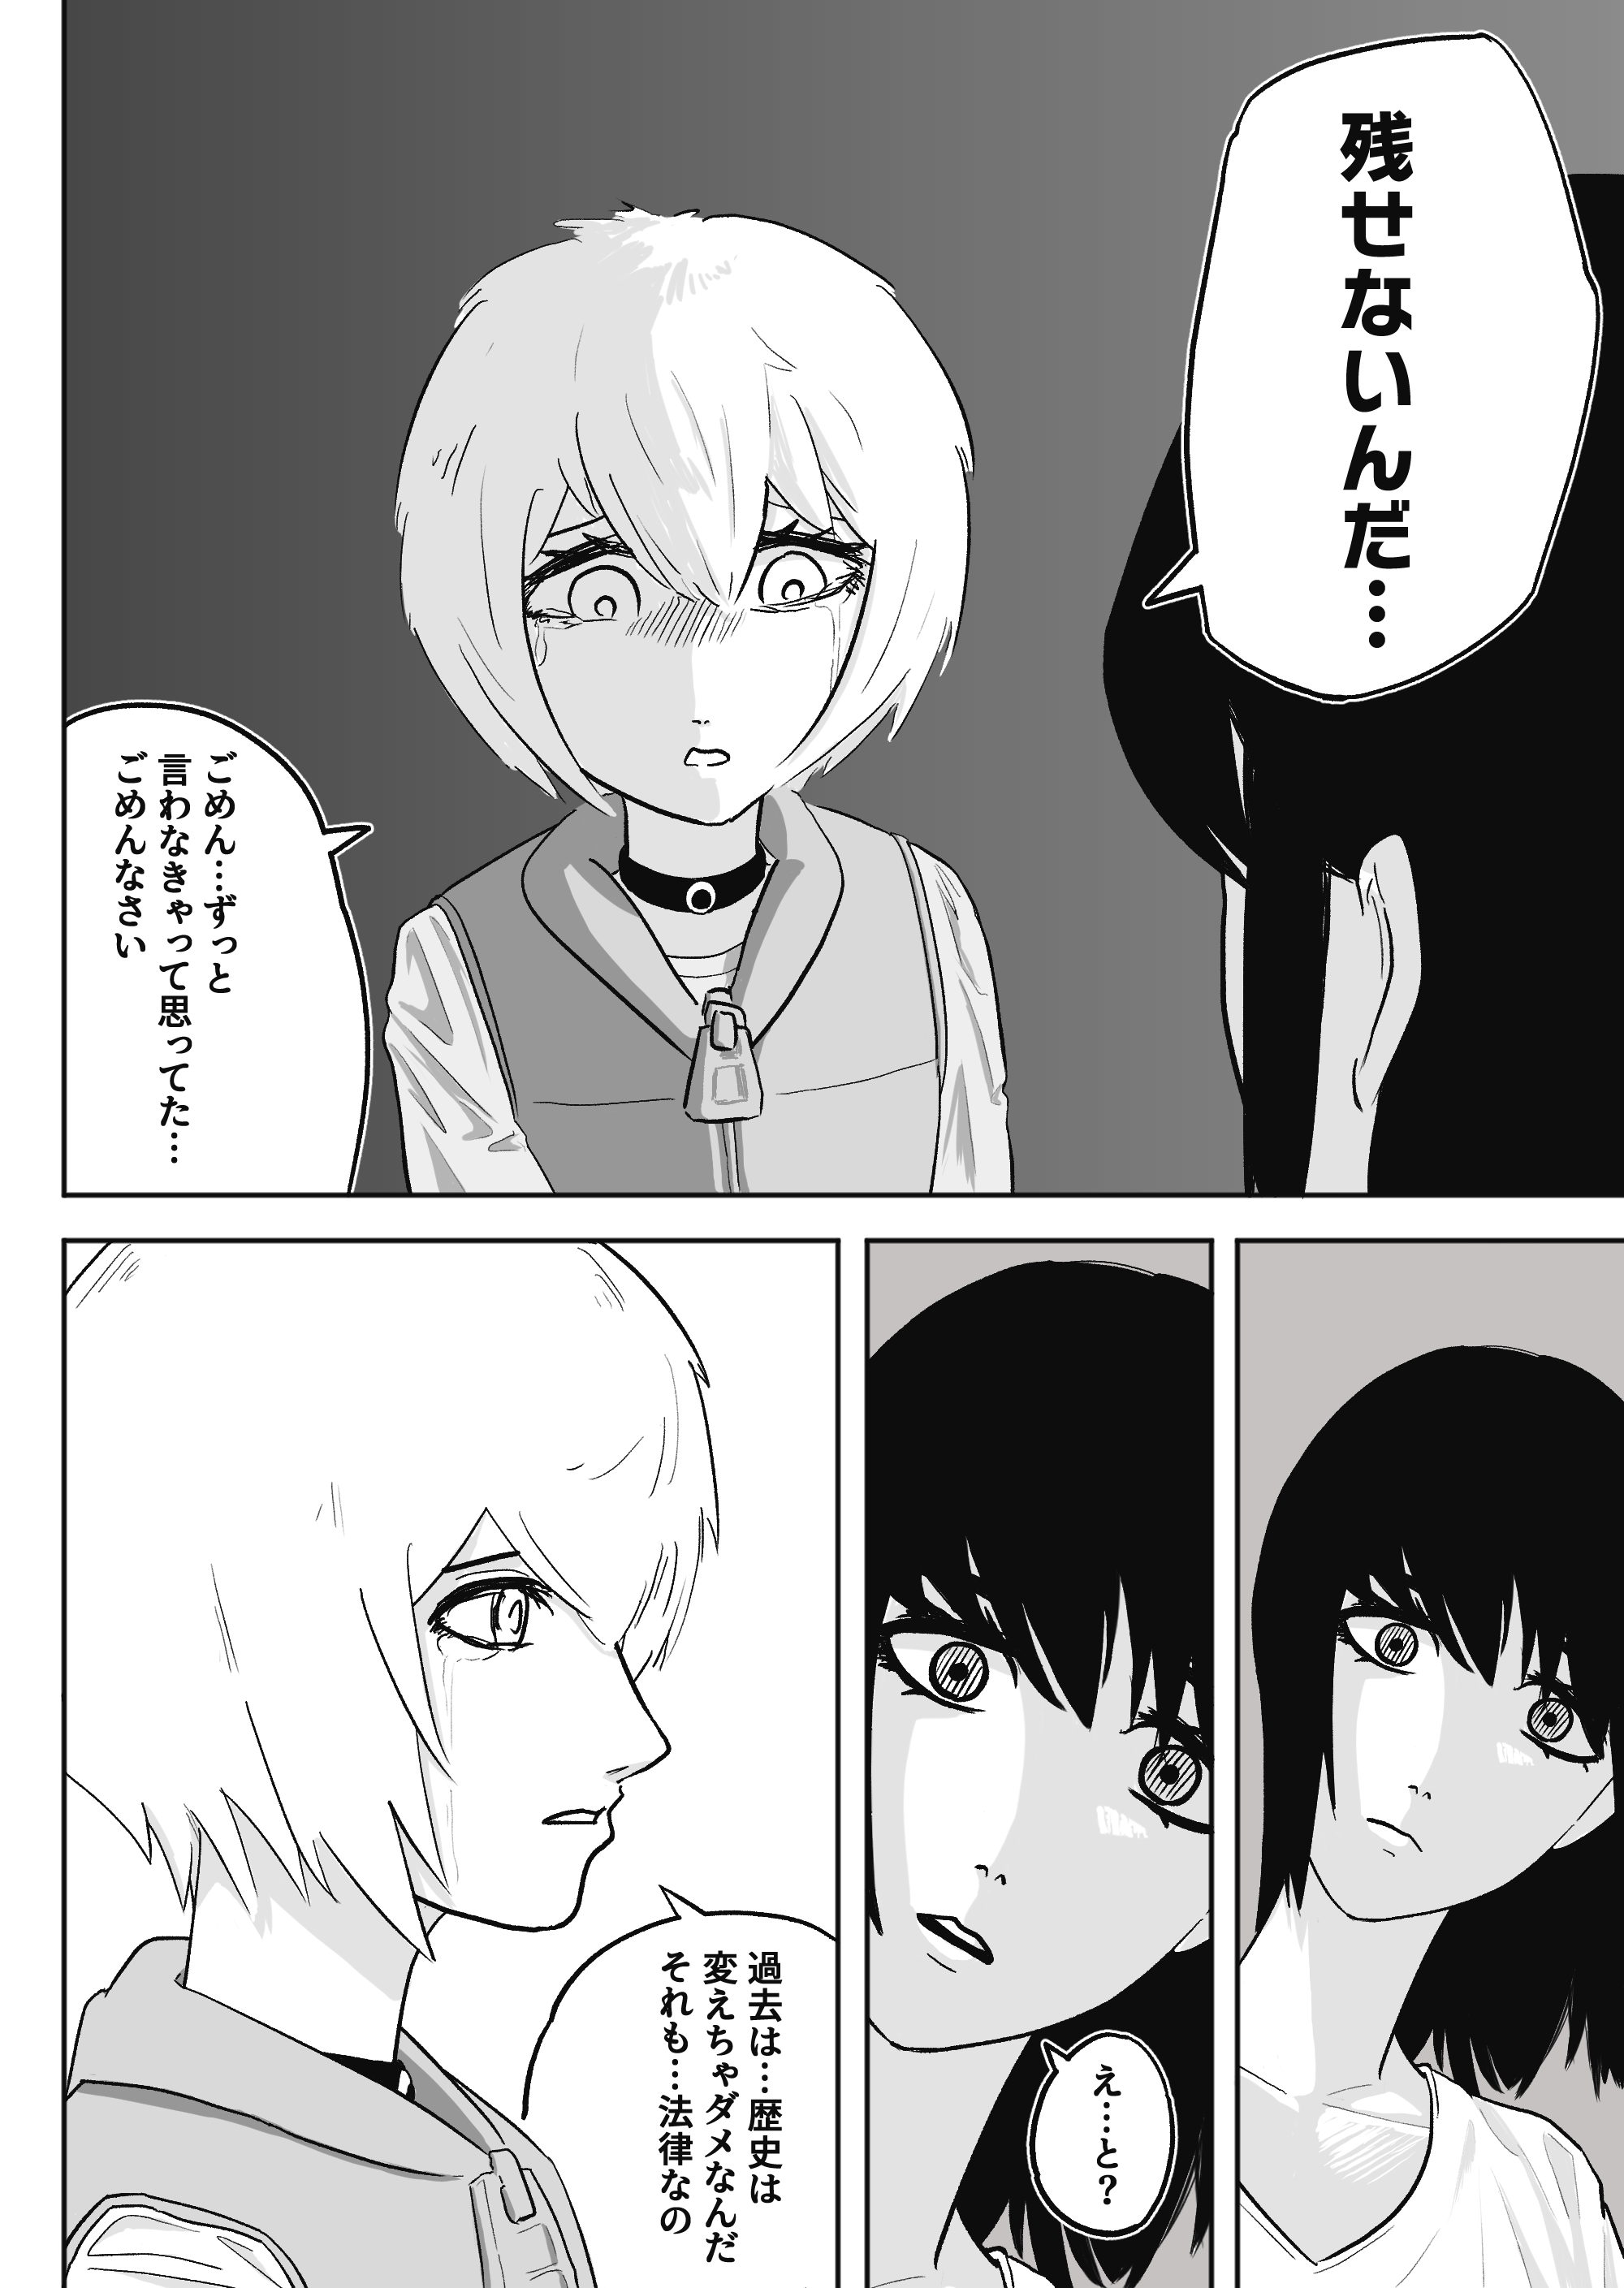 残せないんだ…
ごめん…ずっと
言わなきゃって思ってた…
ごめんなさい
え…と？
過去は…歴史は
変えちゃダメなんだ
それも…法律なの